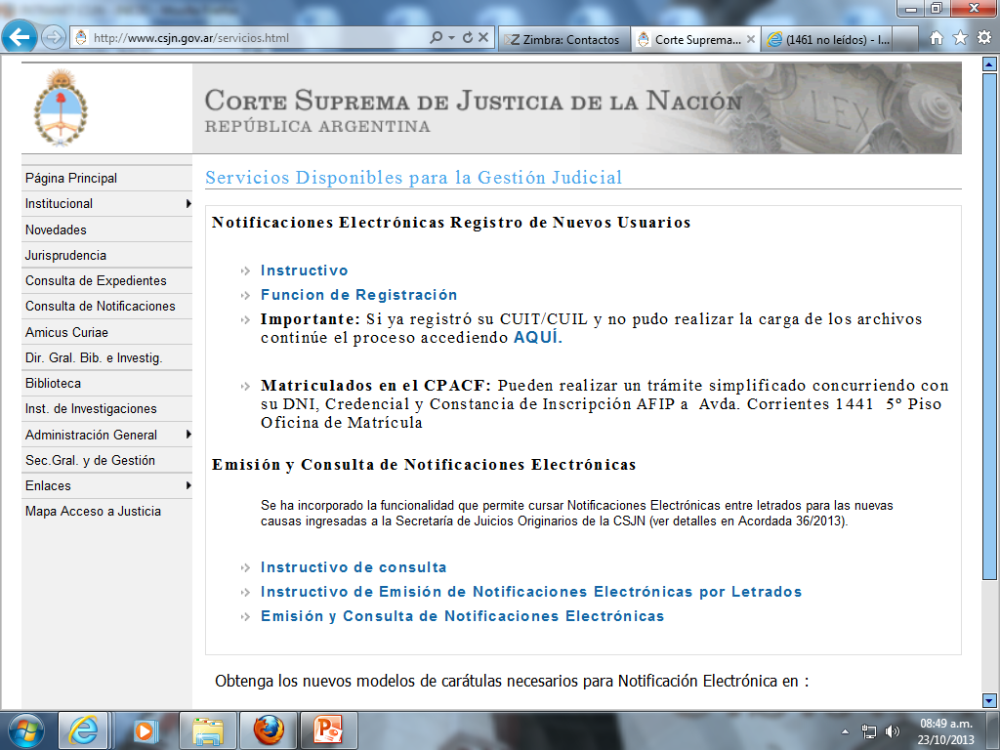 http://www.csjn.gov.ar/servicios.html
Zimbra: Contactos
Corte Suprema...
(1461 no leídos) - I...
CORTE SUPREMA DE JUSTICIA DE LA NACIÓN
REPÚBLICA ARGENTINA
LEX
Página Principal
Institucional
Novedades
Jurisprudencia
Consulta de Expedientes
Consulta de Notificaciones
Amicus Curiae
Dir. Gral. Bib. e Investig.
Biblioteca
Inst. de Investigaciones
Administración General
Sec.Gral. y de Gestión
Enlaces
Mapa Acceso a Justicia
Servicios Disponibles para la Gestión Judicial
Notificaciones Electrónicas Registro de Nuevos Usuarios
Instructivo
Funcion de Registración
Importante: Si ya registró su CUIT/CUIL y no pudo realizar la carga de los archivos
continúe el proceso accediendo AQUÍ.
Matriculados en el CPACF: Pueden realizar un trámite simplificado concurriendo con
su DNI, Credencial y Constancia de Inscripción AFIP a Avda. Corrientes 1441 5º Piso
Oficina de Matrícula
Emisión y Consulta de Notificaciones Electrónicas
Se ha incorporado la funcionalidad que permite cursar Notificaciones Electrónicas entre letrados para las nuevas
causas ingresadas a la Secretaría de Juicios Originarios de la CSJN (ver detalles en Acordada 36/2013).
Instructivo de consulta
Instructivo de Emisión de Notificaciones Electrónicas por Letrados
Emisión y Consulta de Notificaciones Electrónicas
Obtenga los nuevos modelos de carátulas necesarios para Notificación Electrónica en :
08:49 a.m.
23/10/2013